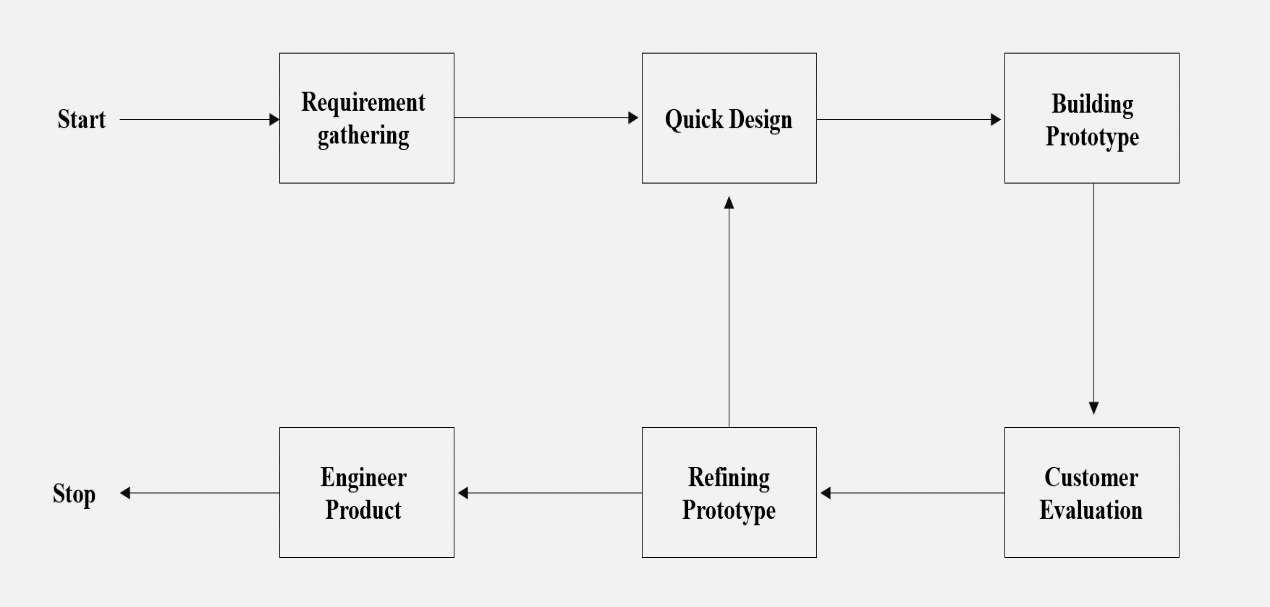 Start
Requirement
gathering
Quick Design
Building
Prototype
Stop
Engineer
Product
Refining
Prototype
Customer
Evaluation